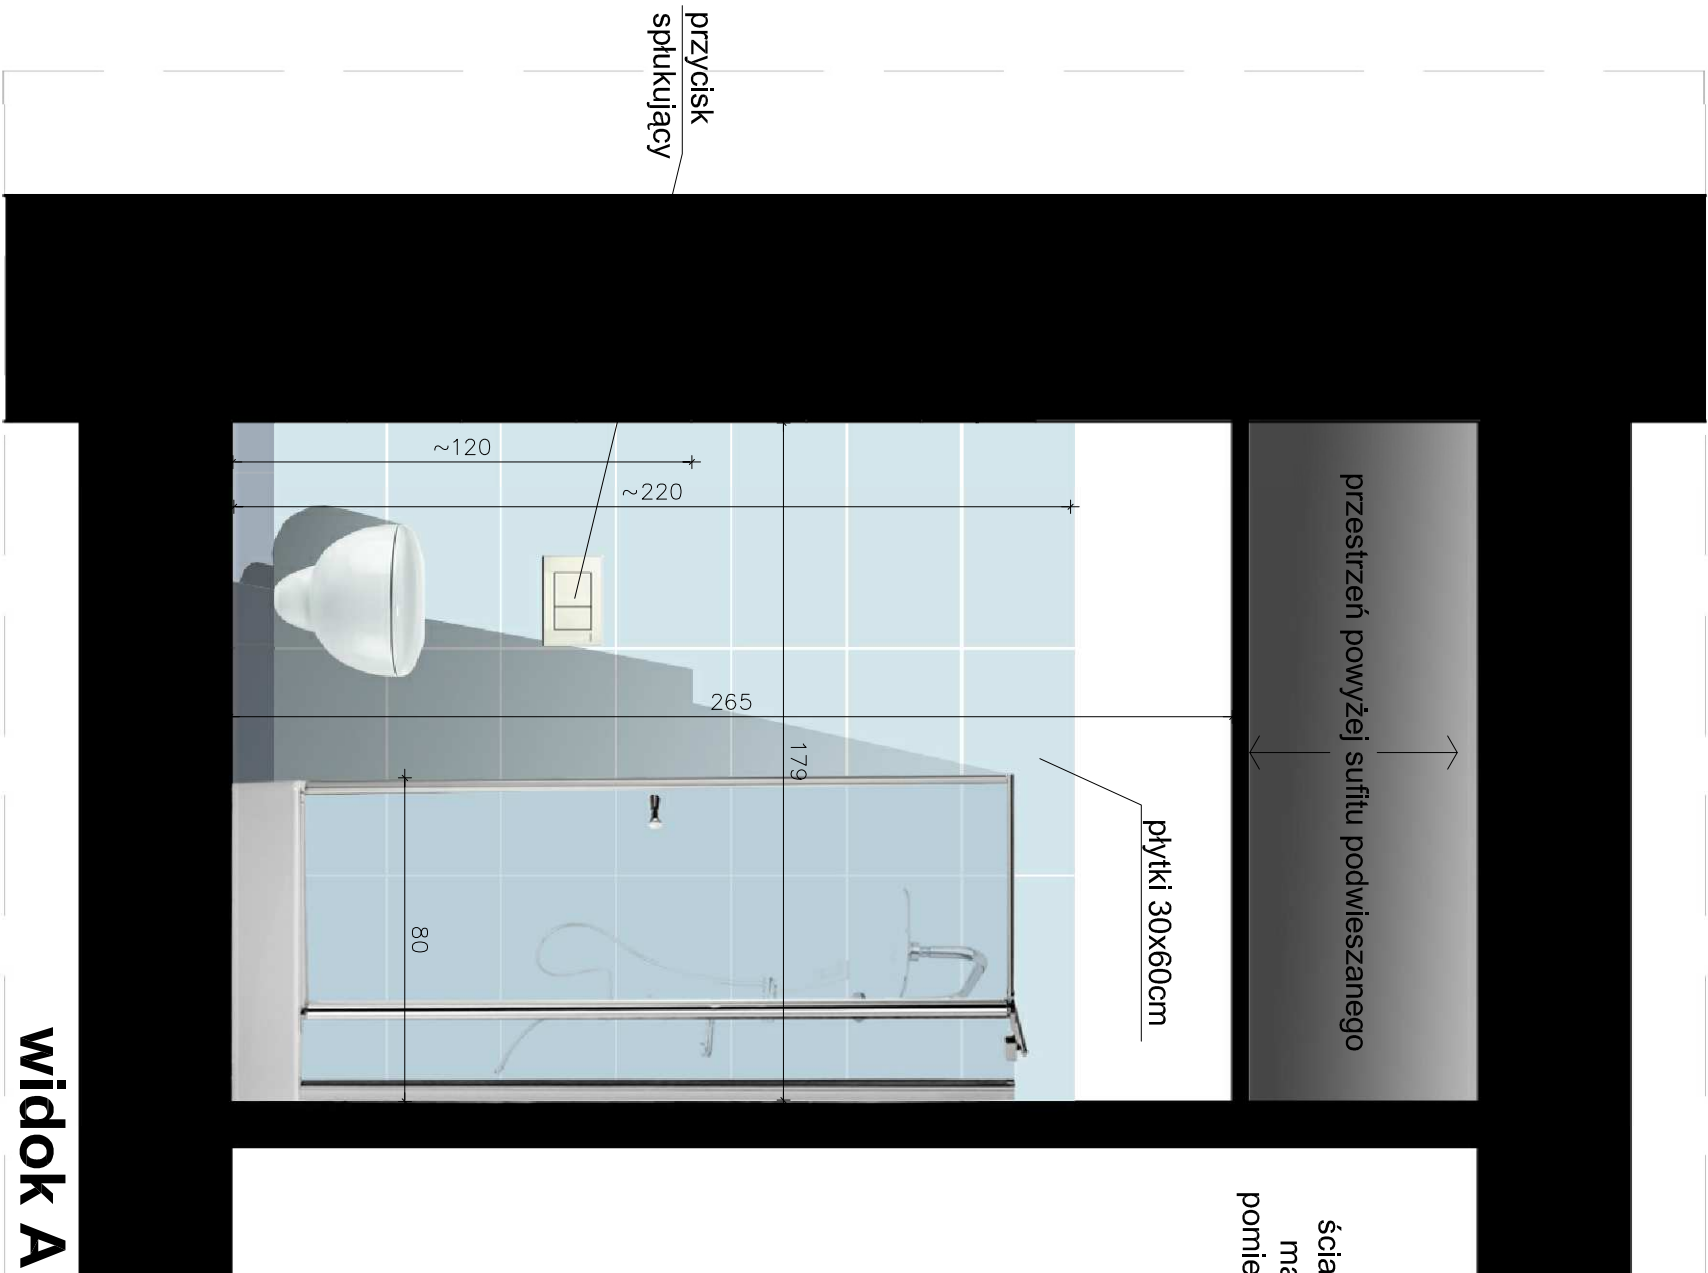 przycisk
spłukujący
przestrzeń powyżej sufitu podwieszanego
~120
~220
265
179
80
płytki 30x60cm
widok A